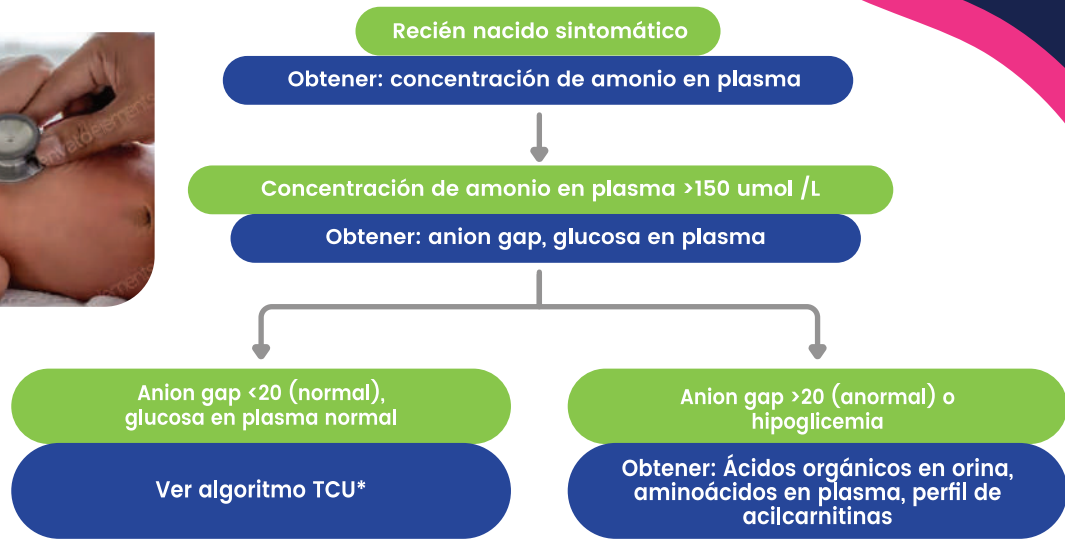 Recién nacido sintomático
Obtener: concentración de amonio en plasma
Concentración de amonio en plasma >150 umol /L
Obtener: anion gap, glucosa en plasma
Anion gap <20 (normal),
glucosa en plasma normal
Ver algoritmo TCU*
Anion gap >20 (anormal) o
hipoglicemia
Obtener: Ácidos orgánicos en orina,
aminoácidos en plasma, perfil de
acilcarnitinas